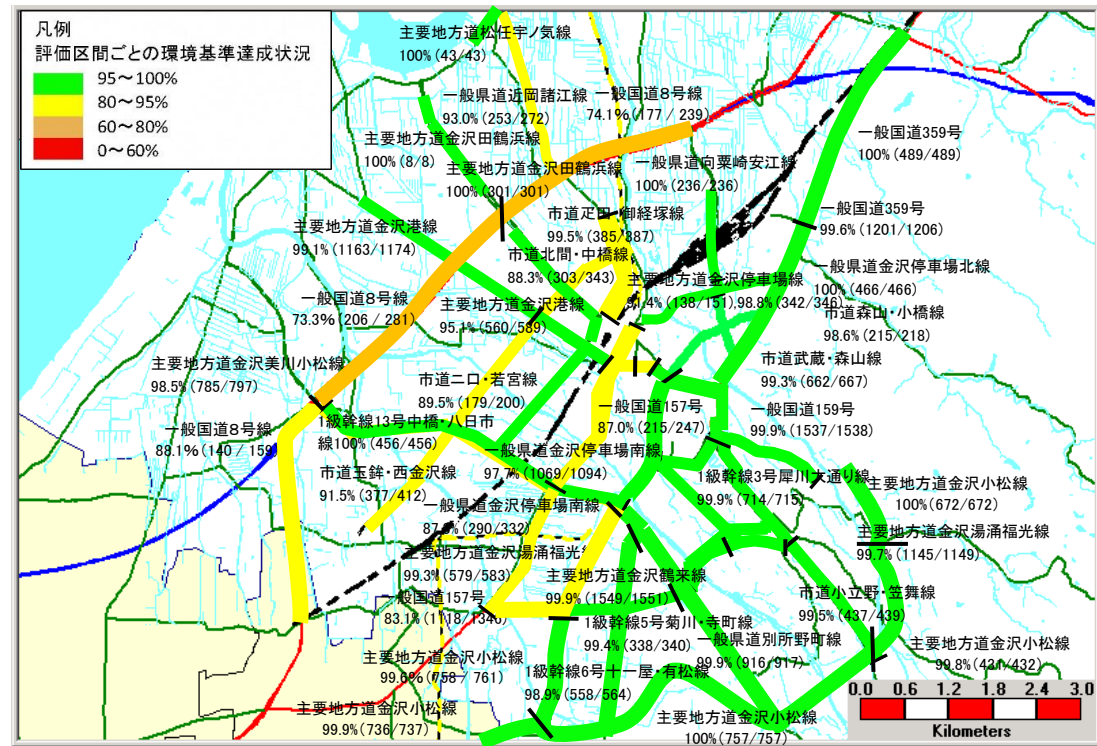 凡例
評価区間ごとの環境基準達成状況
95～100%
80～95%
60～80%
0～60%
主要地方道松任宇ノ気線
100% (43/43)
一般県道近岡諸江線
93.0% (253/272)
一般国道8号線
74.1% (177 / 239)
主要地方道金沢田鶴浜線
100% (8/8)
主要地方道金沢田鶴浜線
100% (301/301)
一般県道向粟崎安江線
100% (236/236)
一般国道359号
100% (489/489)
一般国道359号
99.6% (1201/1206)
主要地方道金沢港線
99.1% (1163/1174)
市道疋田・御経塚線
99.5% (385/887)
市道北間・中橋線
88.3% (303/343)
一般県道金沢停車場北線
100% (466/466)
主要地方道金沢停車場線
91.4% (138/151),98.8% (342/346)
市道森山・小橋線
98.6% (215/218)
一般国道8号線
73.3% (206 / 281)
主要地方道金沢港線
95.1% (560/589)
市道武蔵・森山線
99.3% (662/667)
主要地方道金沢美川小松線
98.5% (785/797)
市道二口・若宮線
89.5% (179/200)
一般国道157号
87.0% (215/247)
一般国道159号
99.9% (1537/1538)
1級幹線13号中橋・八日市
線100% (456/456)
一般国道8号線
88.1% (140 / 159)
一般県道金沢停車場南線
97.7% (1069/1094)
市道玉鉾・西金沢線
91.5% (377/412)
1級幹線3号犀川大通り線
99.9% (714/715)
主要地方道金沢小松線
100% (672/672)
一般県道金沢停車場南線
(290/332)
主要地方道金沢湯涌福光線
99.7% (1145/1149)
主要地方道金沢湯涌福光線
99.3% (579/583)
主要地方道金沢鶴来線
99.9% (1549/1551)
市道小立野・笠舞線
99.5% (437/439)
一般国道157号
83.1% (1118/1346)
1級幹線5号菊川・寺町線
99.4% (338/340)
一般県道別所野町線
99.9% (916/917)
主要地方道金沢小松線
99.8% (431/432)
主要地方道金沢小松線
99.6% (758 / 761)
1級幹線6号十一屋・有松線
98.9% (558/564)
主要地方道金沢小松線
99.9% (736/737)
主要地方道金沢小松線
100% (757/757)
0.0 0.6 1.2 1.8 2.4 3.0
Kilometers